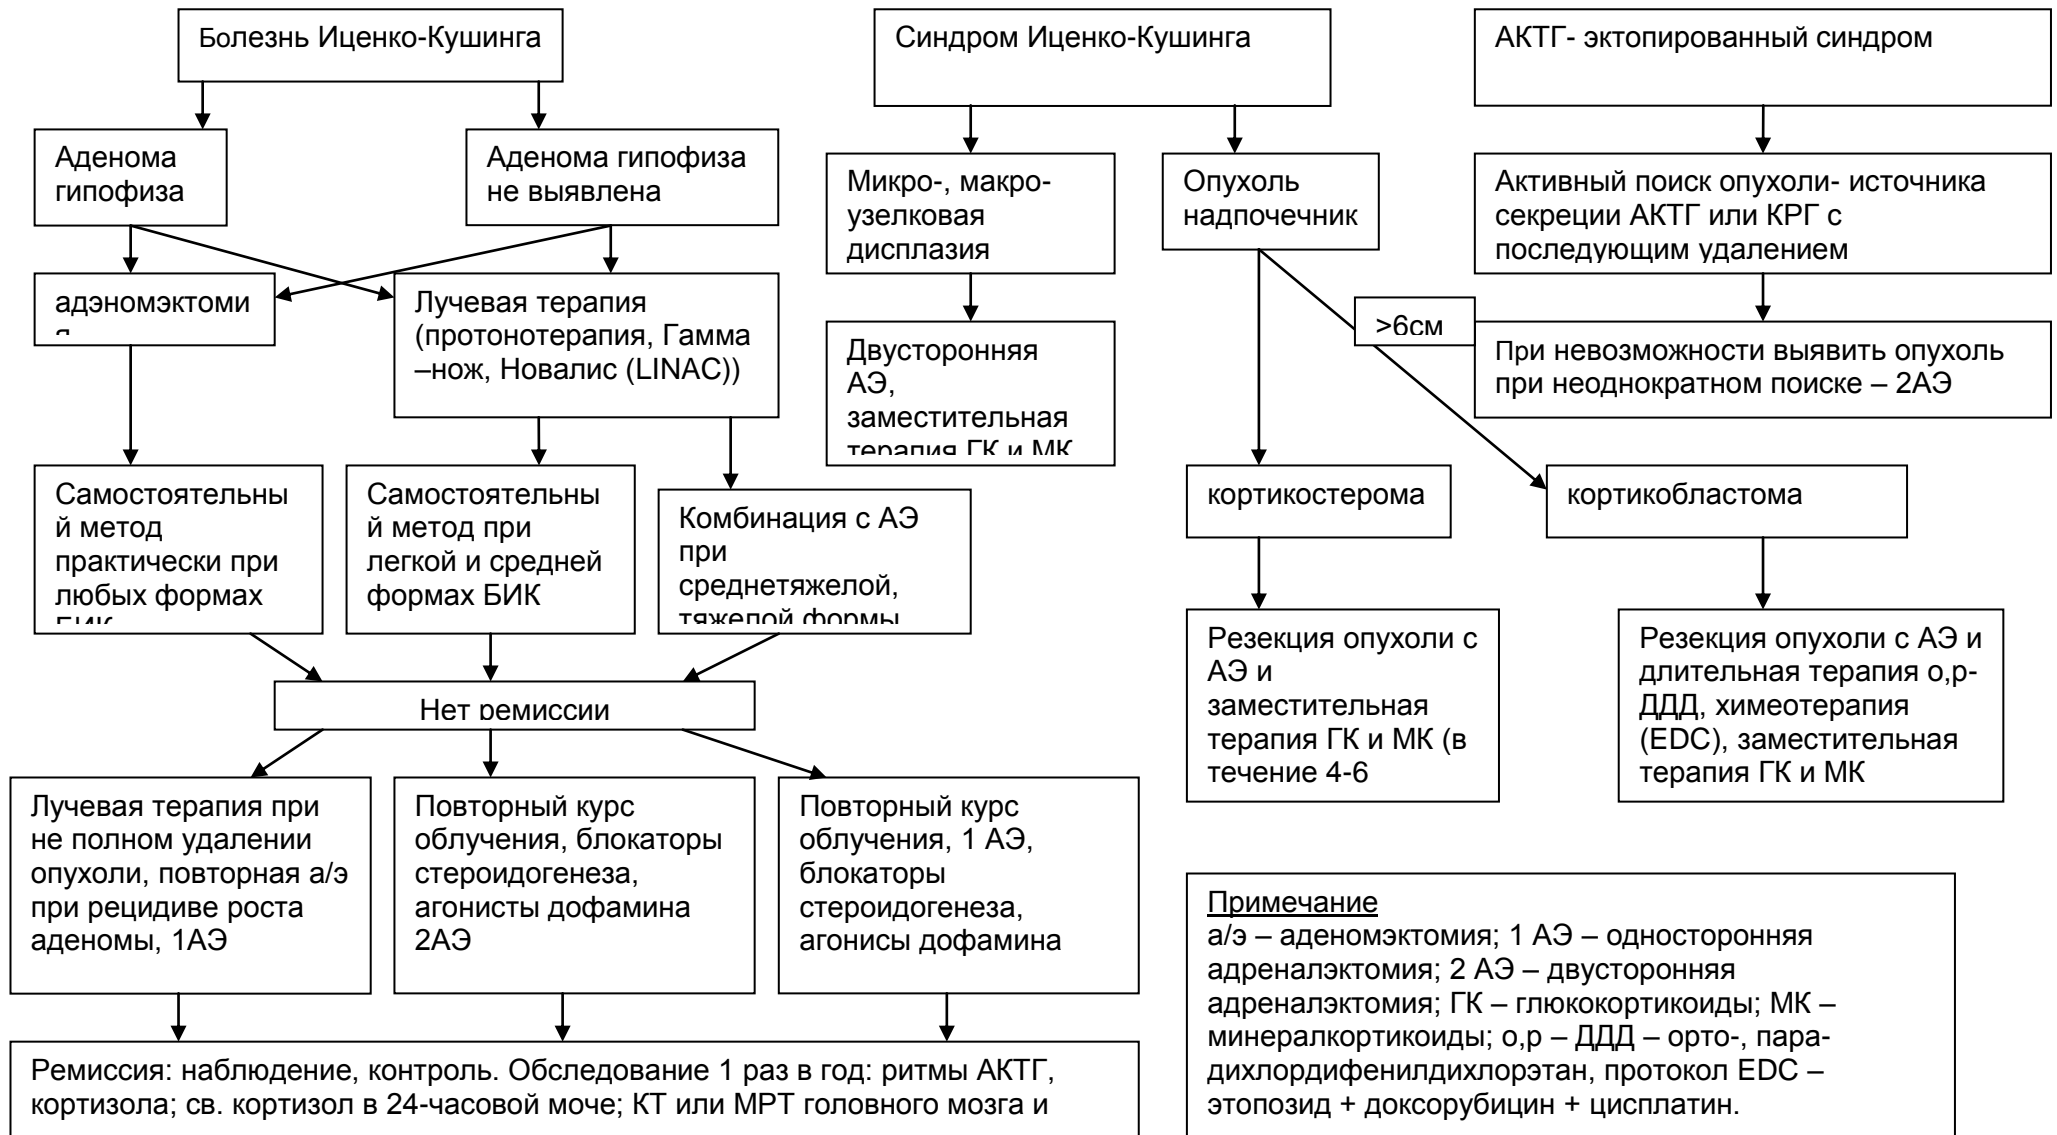 Болезнь Иценко-Кушинга
Синдром Иценко-Кушинга
АКТГ- эктопированный синдром
Аденома
гипофиза
Аденома гипофиза
не выявлена
Микро-, макро-
узелковая
дисплазия
Опухоль
надпочечник
Активный поиск опухоли- источника
секреции АКТГ или КРГ с
последующим удалением
адэномэктоми
я
Лучевая терапия
(протонотерапия, Гамма
–нож, Новалис (LINAC))
Двусторонняя
АЭ,
заместительная
терапия ГК и МК
>6см
При невозможности выявить опухоль
при неоднократном поиске – 2АЭ
Самостоятельны
й метод
практически при
любых формах
БИК
Самостоятельны
й метод при
легкой и средней
формах БИК
Комбинация с АЭ
при
среднетяжелой,
тяжелой формы
кортикостерома
кортикобластома
Резекция опухоли с
АЭ и
заместительная
терапия ГК и МК (в
течение 4-6
Резекция опухоли с АЭ и
длительная терапия о,р-
ДДД, химеотерапия
(EDC), заместительная
терапия ГК и МК
Нет ремиссии
Лучевая терапия при
не полном удалении
опухоли, повторная а/э
при рецидиве роста
аденомы, 1АЭ
Повторный курс
облучения, блокаторы
стероидогенеза,
агонисты дофамина
2АЭ
Повторный курс
облучения, 1 АЭ,
блокаторы
стероидогенеза,
агонисы дофамина
Ремиссия: наблюдение, контроль. Обследование 1 раз в год: ритмы АКТГ,
кортизола; св. кортизол в 24-часовой моче; КТ или МРТ головного мозга и
Примечание
а/э – аденомэктомия; 1 АЭ – односторонняя
адреналэктомия; 2 АЭ – двусторонняя
адреналэктомия; ГК – глюкокортикоиды; МК –
минералкортикоиды; о,р – ДДД – орто-, пара-
дихлордифенилдихлорэтан, протокол EDC –
этопозид + доксорубицин + цисплатин.